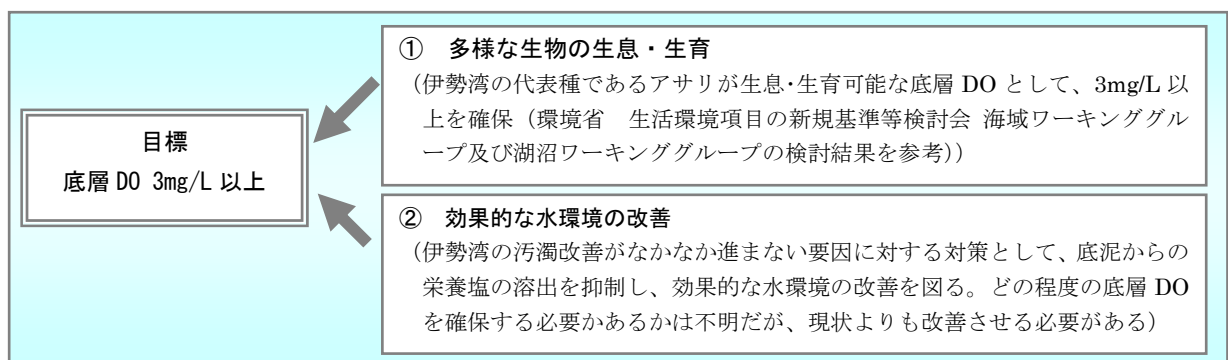 目標
底層 DO 3mg/L 以上
① 多様な生物の生息・生育
（伊勢湾の代表種であるアサリが生息･生育可能な底層 DO として、3mg/L 以
上を確保（環境省　生活環境項目の新規基準等検討会 海域ワーキンググル
ープ及び湖沼ワーキンググループの検討結果を参考））
② 効果的な水環境の改善
（伊勢湾の汚濁改善がなかなか進まない要因に対する対策として、底泥からの
栄養塩の溶出を抑制し、効果的な水環境の改善を図る。どの程度の底層 DO
を確保する必要かあるかは不明だが、現状よりも改善させる必要がある）